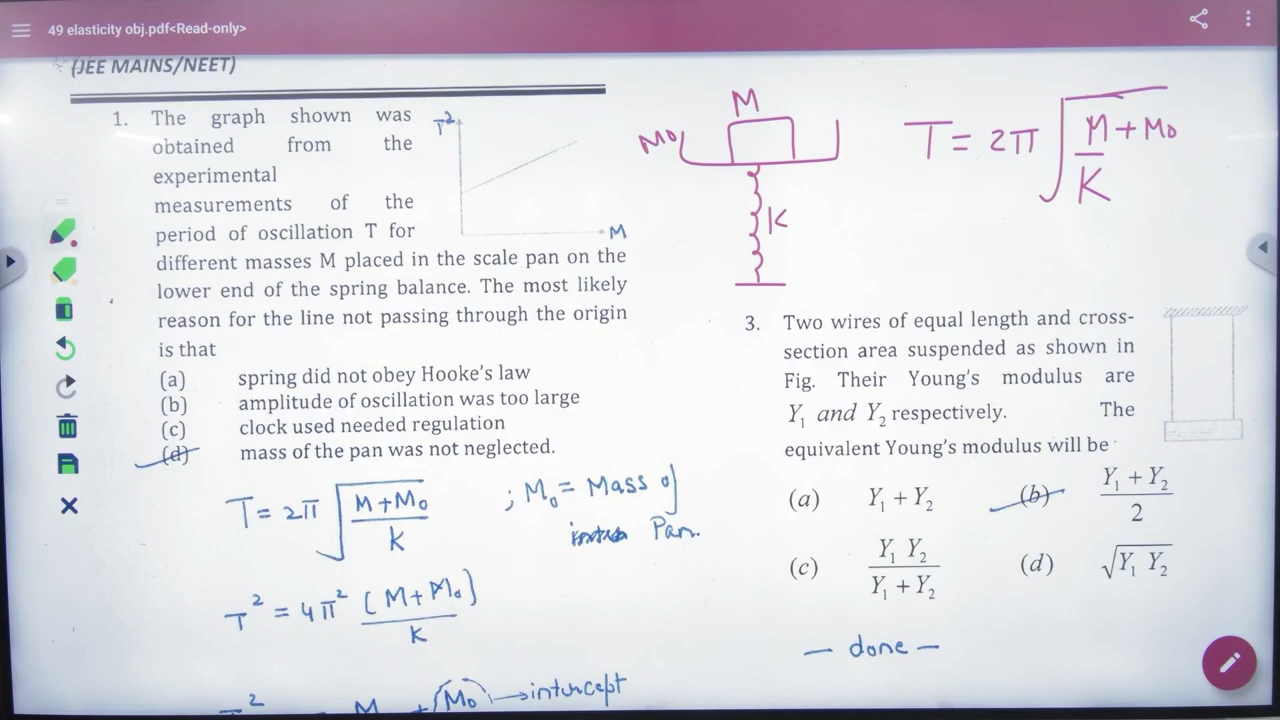 49 elasticity obj.pdf<Read-only>
(JEE MAINS/NEET)
1. The graph shown was
obtained from the
experimental
measurements of the
period of oscillation T for
different masses M placed in the scale pan on the
lower end of the spring balance. The most likely
reason for the line not passing through the origin
is that
(a) spring did not obey Hooke's law
(b) amplitude of oscillation was too large
(c) clock used needed regulation
(d) mass of the pan was not neglected.
T²
M
T = 2π √((M + M₀)/k) ; M₀ = Mass of
Pan.
T² = 4π² (M + M₀)/k
T² M + M₀ → intercept
M
M₀
K
T = 2π √(M/K + M₀)
3. Two wires of equal length and cross-
section area suspended as shown in
Fig. Their Young's modulus are
Y₁ and Y₂ respectively. The
equivalent Young's modulus will be
(a) Y₁ + Y₂ (b) (Y₁ + Y₂)/2
(c) Y₁ Y₂/(Y₁ + Y₂) (d) √(Y₁ Y₂)
— done —